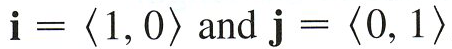 i = ⟨1, 0⟩ and j = ⟨0, 1⟩